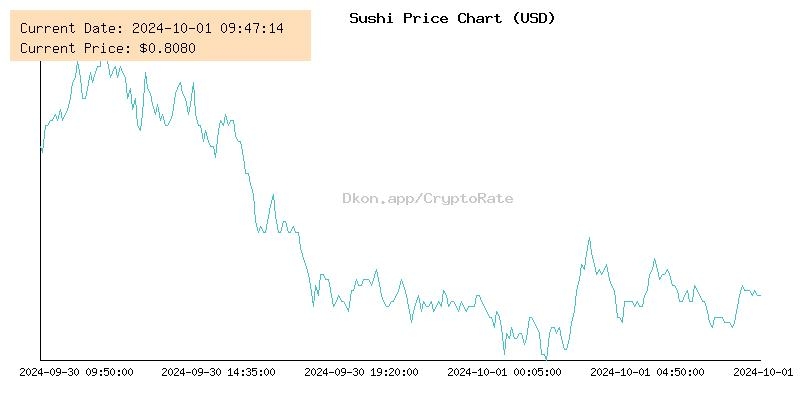 Sushi Price Chart (USD)
Current Date: 2024-10-01 09:47:14
Current Price: $0.8080
Dkon.app/CryptoRate
2024-09-30 09:50:00 2024-09-30 14:35:00 2024-09-30 19:20:00 2024-10-01 00:05:00 2024-10-01 04:50:00 2024-10-01